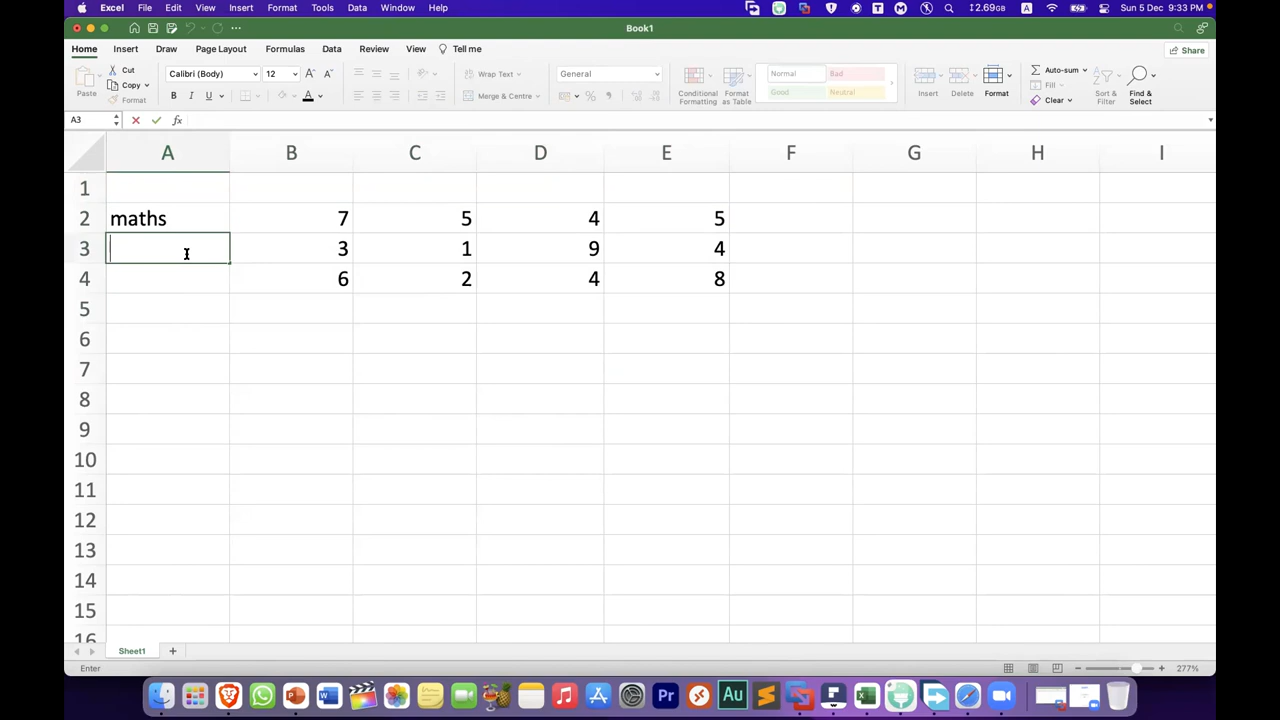 Excel File Edit View Insert Format Tools Data Window Help 2.69GB A Sun 5 Dec 9:33 PM
Book1
Home Insert Draw Page Layout Formulas Data Review View Tell me Share
Paste Cut Copy Format Calibri (Body) 12 Wrap Text Merge & Centre General Conditional Formatting Format as Table Normal Bad Good Neutral Insert Delete Format Auto-sum Fill Clear Sort & Filter Find & Select
A3 fx
A B C D E F G H I
1
2 maths 7 5 4 5
3 3 1 9 4
4 6 2 4 8
5
6
7
8
9
10
11
12
13
14
15
16
Sheet1
Enter 277%
W Pr Au